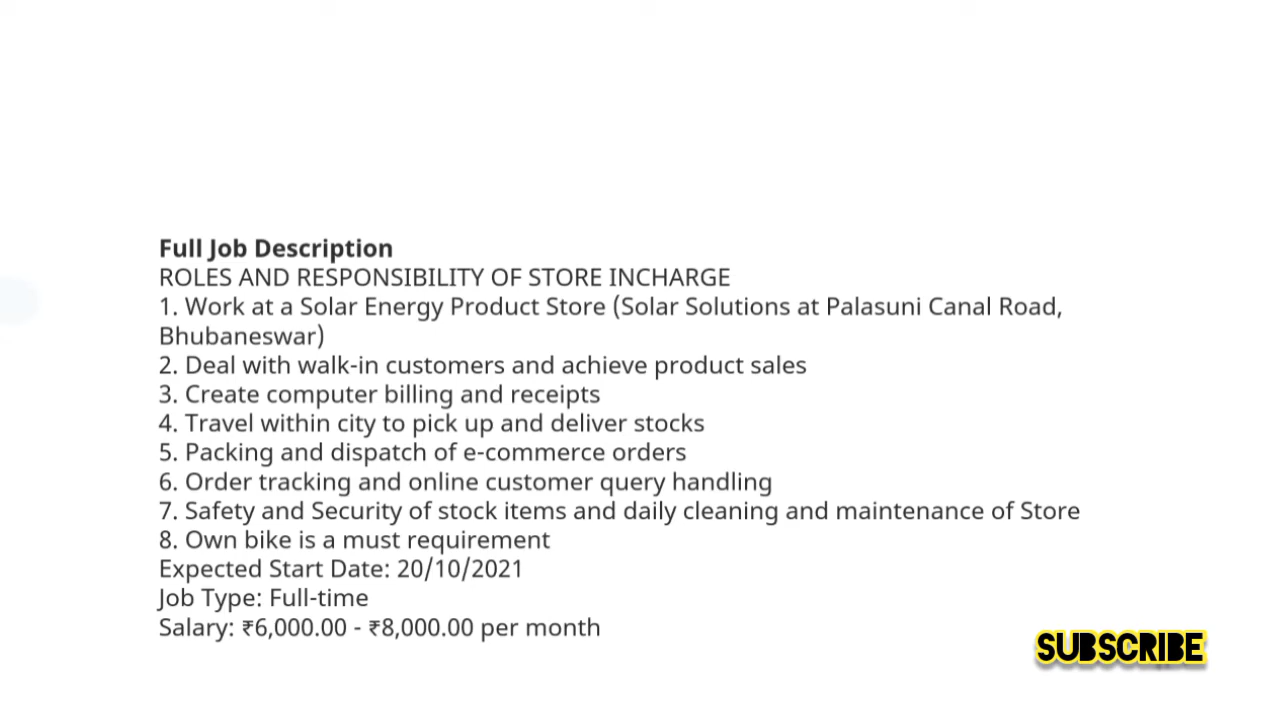 Full Job Description
ROLES AND RESPONSIBILITY OF STORE INCHARGE
1. Work at a Solar Energy Product Store (Solar Solutions at Palasuni Canal Road,
Bhubaneswar)
2. Deal with walk-in customers and achieve product sales
3. Create computer billing and receipts
4. Travel within city to pick up and deliver stocks
5. Packing and dispatch of e-commerce orders
6. Order tracking and online customer query handling
7. Safety and Security of stock items and daily cleaning and maintenance of Store
8. Own bike is a must requirement
Expected Start Date: 20/10/2021
Job Type: Full-time
Salary: ₹6,000.00 - ₹8,000.00 per month
SUBSCRIBE